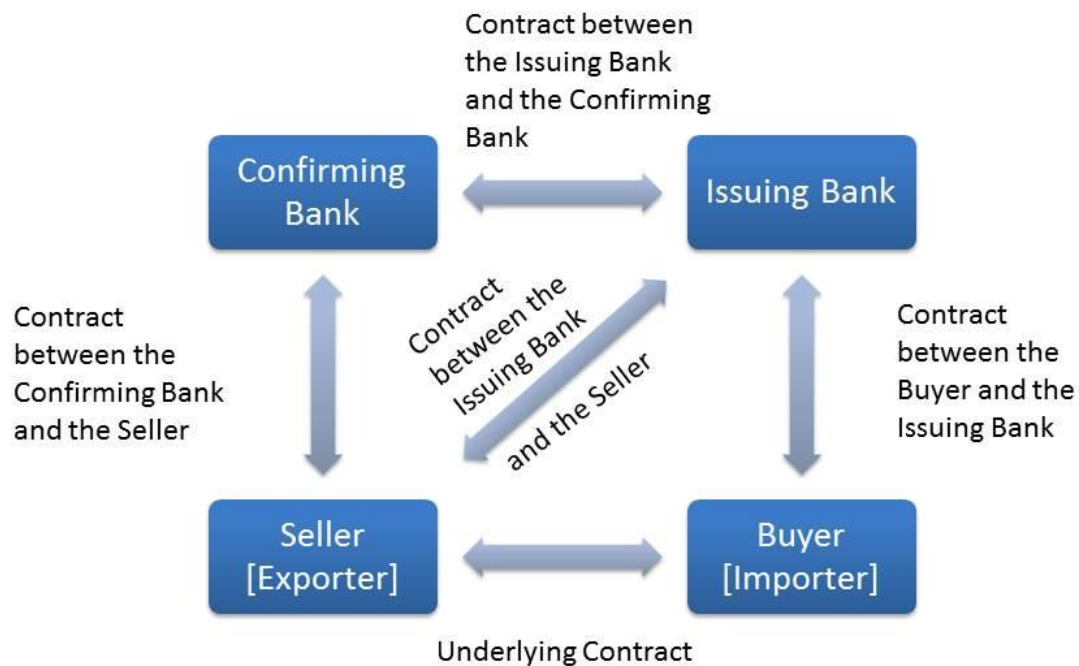 Contract between
the Issuing Bank
and the Confirming
Bank
Confirming
Bank
Issuing Bank
Contract
between the
Confirming Bank
and the Seller
Contract
between the
Issuing Bank
and the Seller
Contract
between the
Buyer and the
Issuing Bank
Seller
[Exporter]
Buyer
[Importer]
Underlying Contract